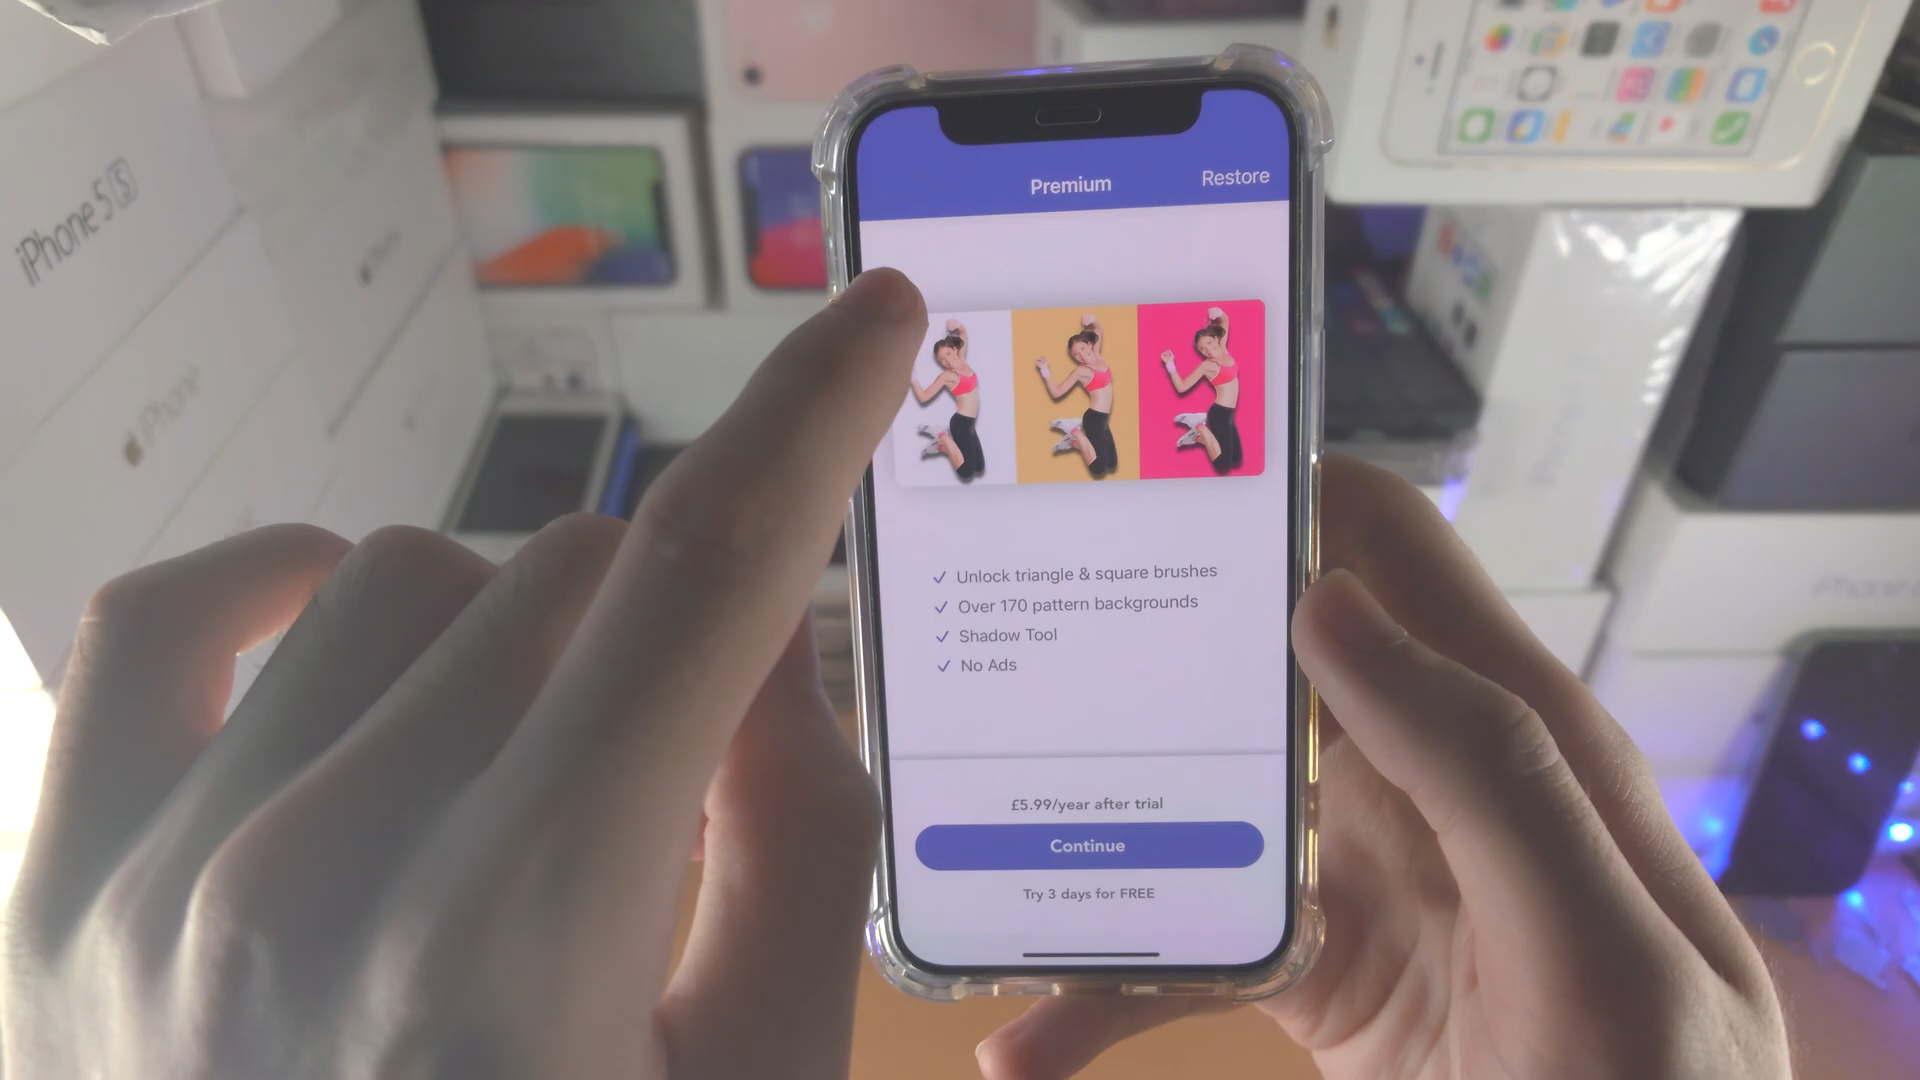 iPhone 5s
iPhone
Premium
Restore
Unlock triangle & square brushes
Over 170 pattern backgrounds
Shadow Tool
No Ads
£5.99/year after trial
Continue
Try 3 days for FREE